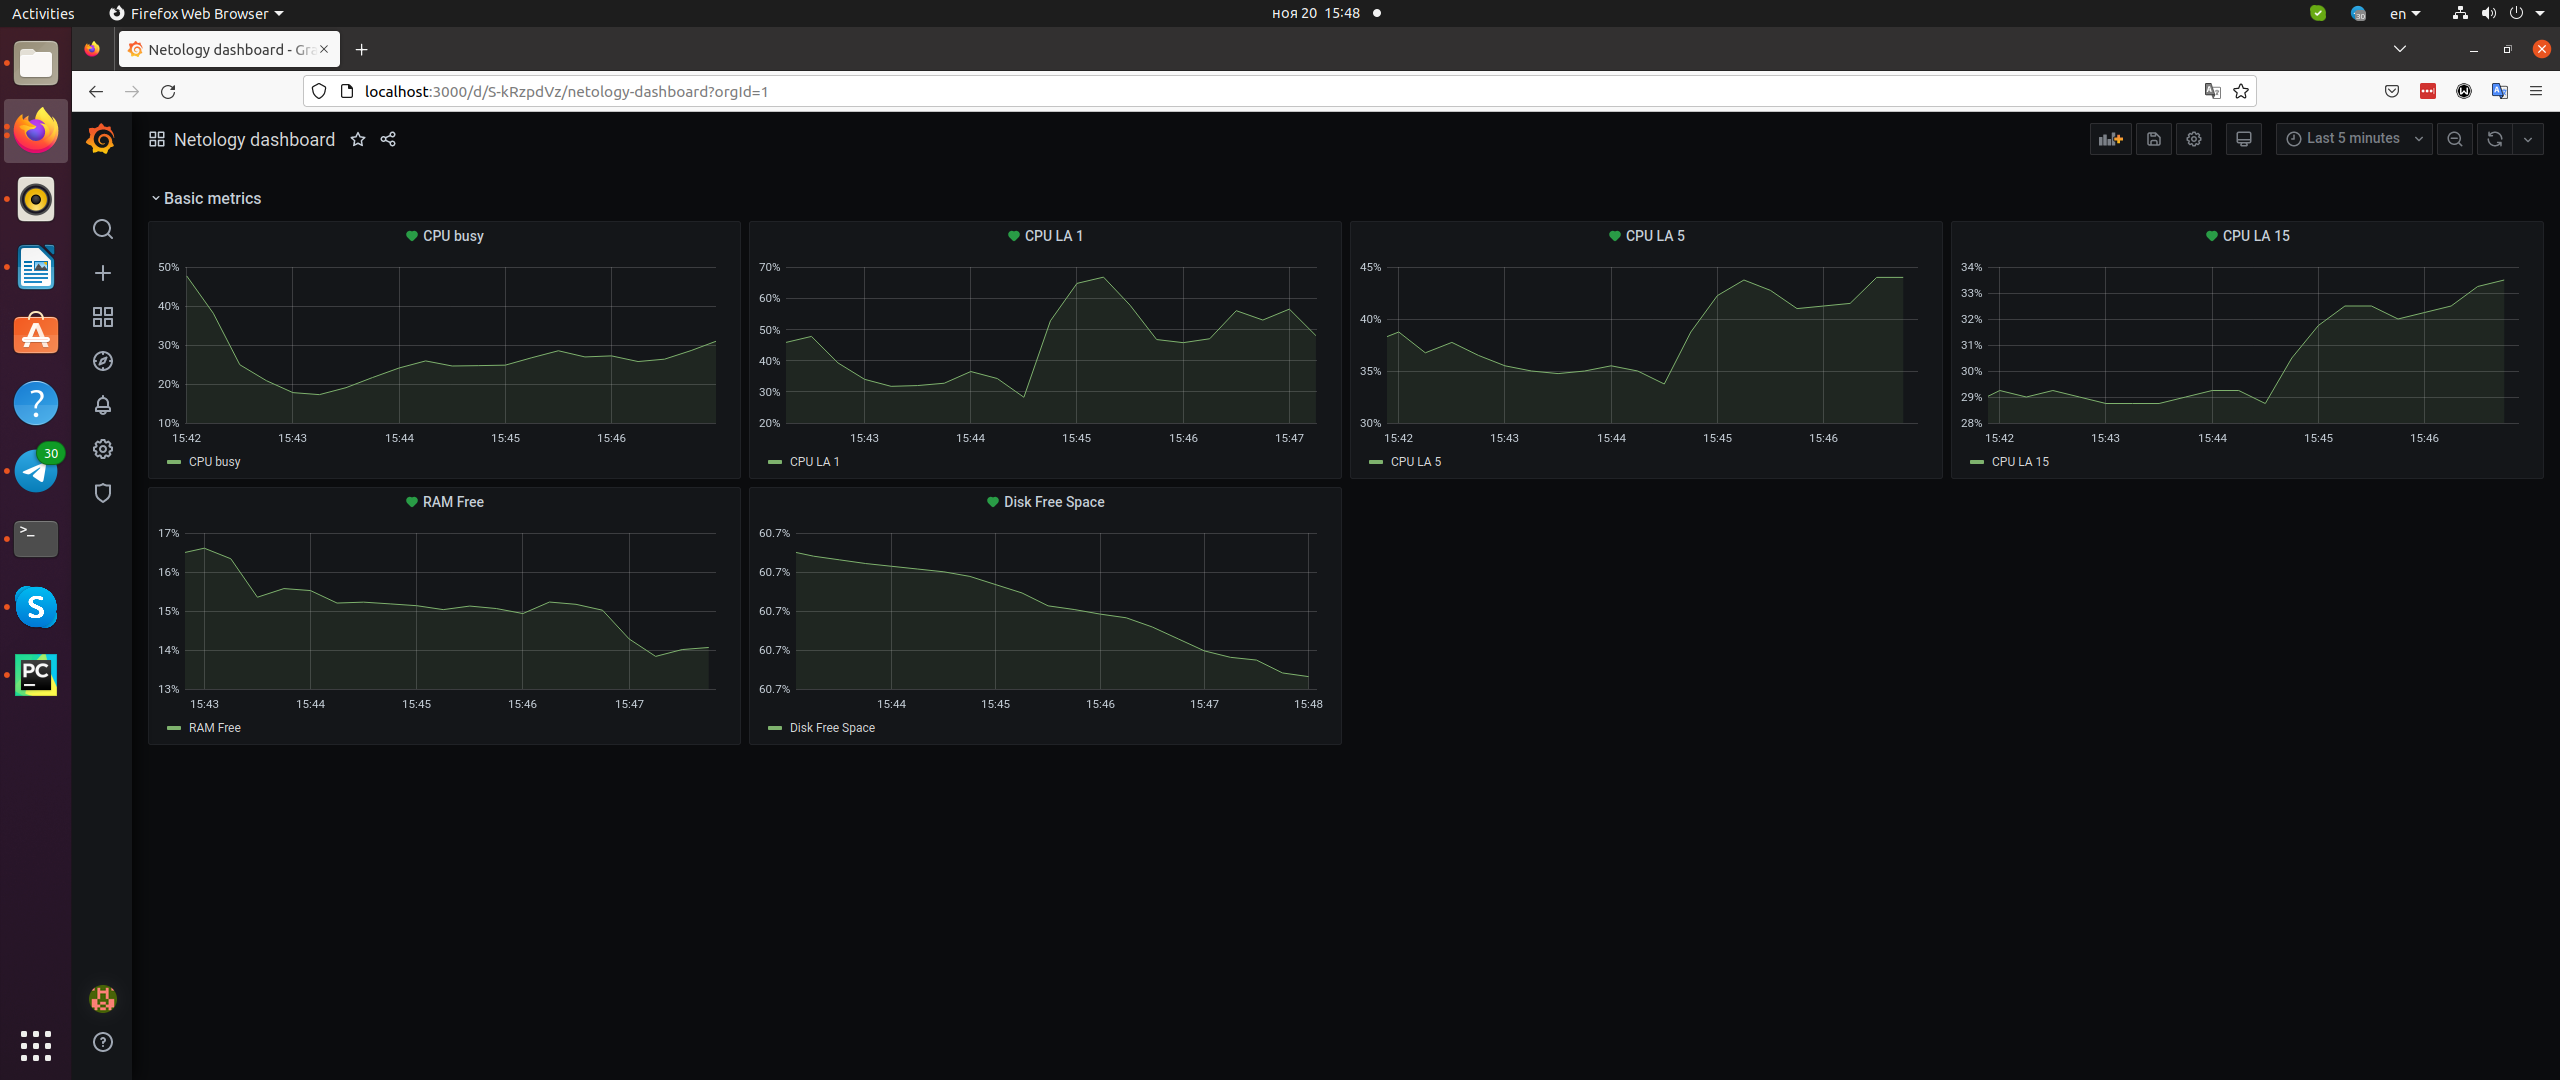 Activities
Firefox Web Browser
ноя 20 15:48
en
Netology dashboard - Gra
localhost:3000/d/S-kRzpdVz/netology-dashboard?orgId=1
Netology dashboard
Last 5 minutes
Basic metrics
CPU busy
50%
40%
30%
20%
10%
15:42 15:43 15:44 15:45 15:46
CPU busy
CPU LA 1
70%
60%
50%
40%
30%
20%
15:43 15:44 15:45 15:46 15:47
CPU LA 1
CPU LA 5
45%
40%
35%
30%
15:42 15:43 15:44 15:45 15:46
CPU LA 5
CPU LA 15
34%
33%
32%
31%
30%
29%
28%
15:42 15:43 15:44 15:45 15:46
CPU LA 15
RAM Free
17%
16%
15%
14%
13%
15:43 15:44 15:45 15:46 15:47
RAM Free
Disk Free Space
60.7%
60.7%
60.7%
60.7%
60.7%
15:44 15:45 15:46 15:47 15:48
Disk Free Space
30
30
>_
S
PC